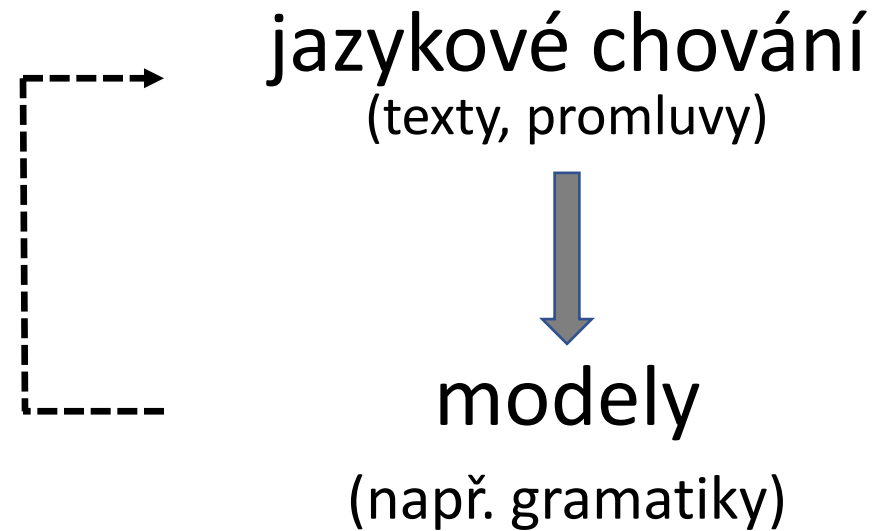 jazykové chování
(texty, promluvy)
modely
(např. gramatiky)